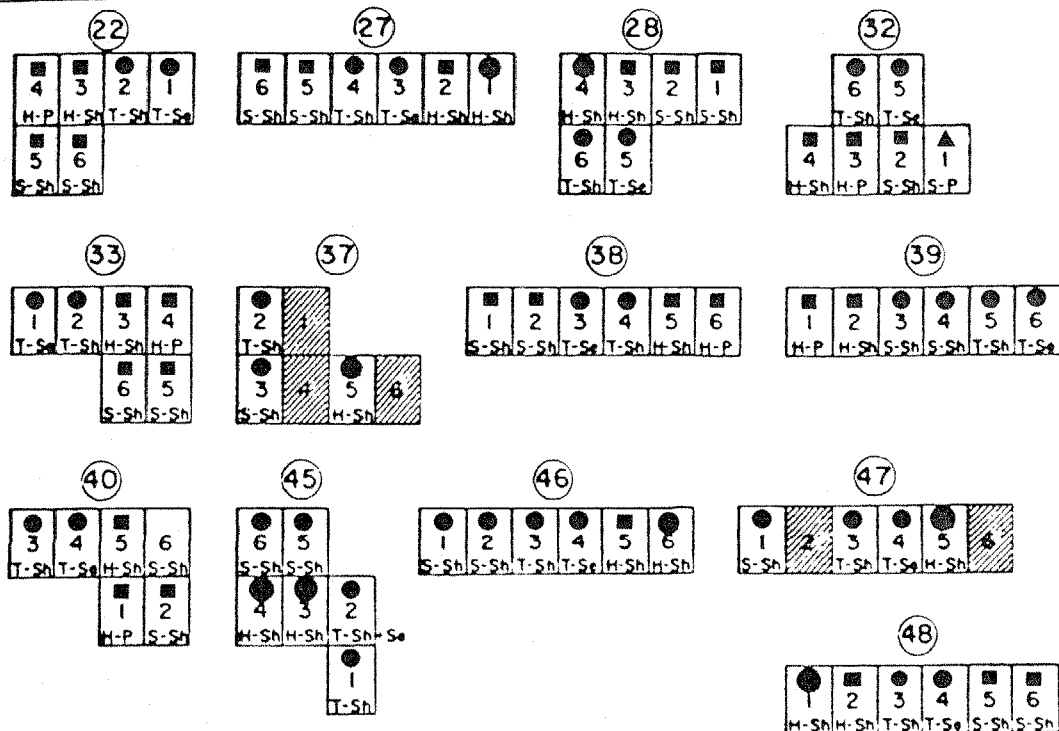 22 27 28 32
4 3 2 1
H-P H-Sh T-Sh T-Se
5 6
S-Sh S-Sh
6 5 4 3 2 1
S-Sh S-Sh T-Sh T-Se H-Sh H-Sh
4 3 2 1
H-Sh H-Sh S-Sh S-Sh
6 5
T-Sh T-Se
6 5
T-Sh T-Se
4 3 2 1
H-Sh H-P S-Sh S-P
33 37 38 39
1 2 3 4
T-Se T-Sh H-Sh H-P
6 5
S-Sh S-Sh
2 1
T-Sh
3 4 5 6
S-Sh H-Sh
1 2 3 4 5 6
S-Sh S-Sh T-Se T-Sh H-Sh H-P
1 2 3 4 5 6
H-P H-Sh S-Sh S-Sh T-Sh T-Se
40 45 46 47
3 4 5 6
T-Sh T-Se H-Sh S-Sh
1 2
H-P S-Sh
6 5
S-Sh S-Sh
4 3 2
H-Sh H-Sh T-Sh-Se
1
T-Sh
1 2 3 4 5 6
S-Sh S-Sh T-Sh T-Se H-Sh H-Sh
1 2 3 4 5 6
S-Sh T-Sh T-Se H-Sh
48
1 2 3 4 5 6
H-Sh H-Sh T-Sh T-Se S-Sh S-Sh